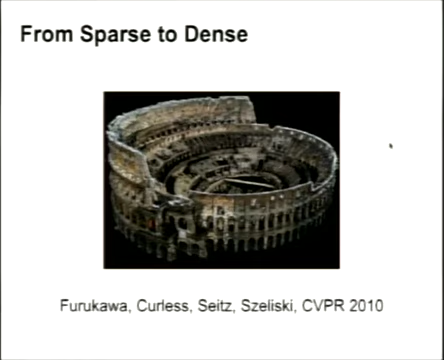 From Sparse to Dense
Furukawa, Curless, Seitz, Szeliski, CVPR 2010